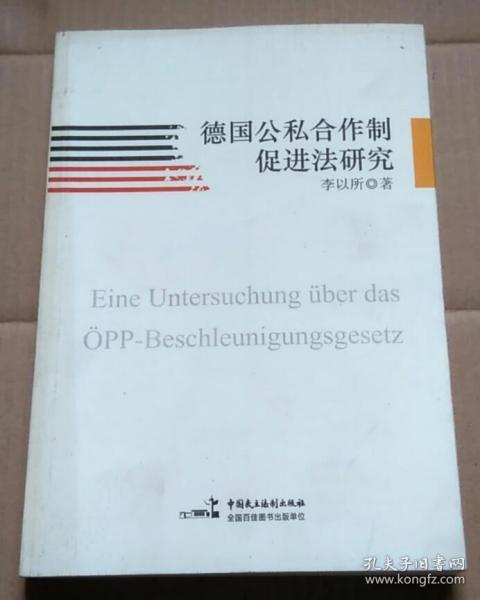 德国公私合作制
促进法研究
李以所◎著
Eine Untersuchung über das
ÖPP-Beschleunigungsgesetz
中国民主法制出版社
全国百佳图书出版单位
孔夫子旧书网
www.kongfz.com